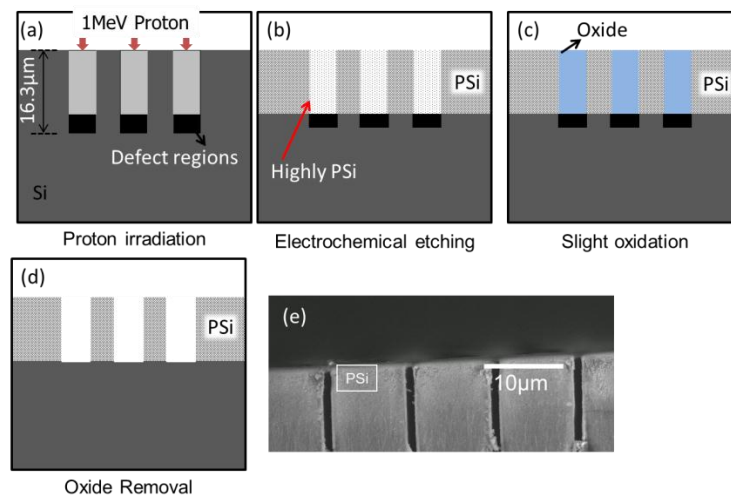 (a)
1MeV Proton
16.3µm
Defect regions
Si
Proton irradiation
(b)
PSi
Highly PSi
Electrochemical etching
(c)
Oxide
PSi
Slight oxidation
(d)
PSi
Oxide Removal
(e)
PSi
10µm